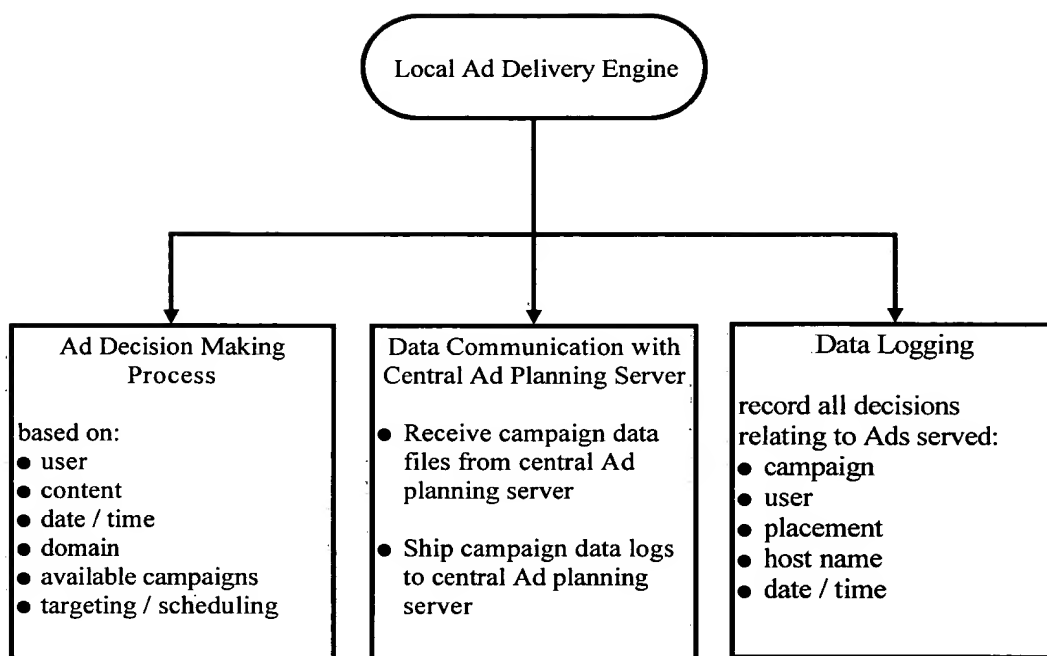 Local Ad Delivery Engine
Ad Decision Making
Process
based on:
● user
● content
● date / time
● domain
● available campaigns
● targeting / scheduling
Data Communication with
Central Ad Planning Server
● Receive campaign data
files from central Ad
planning server
● Ship campaign data logs
to central Ad planning
server
Data Logging
record all decisions
relating to Ads served:
● campaign
● user
● placement
● host name
● date / time